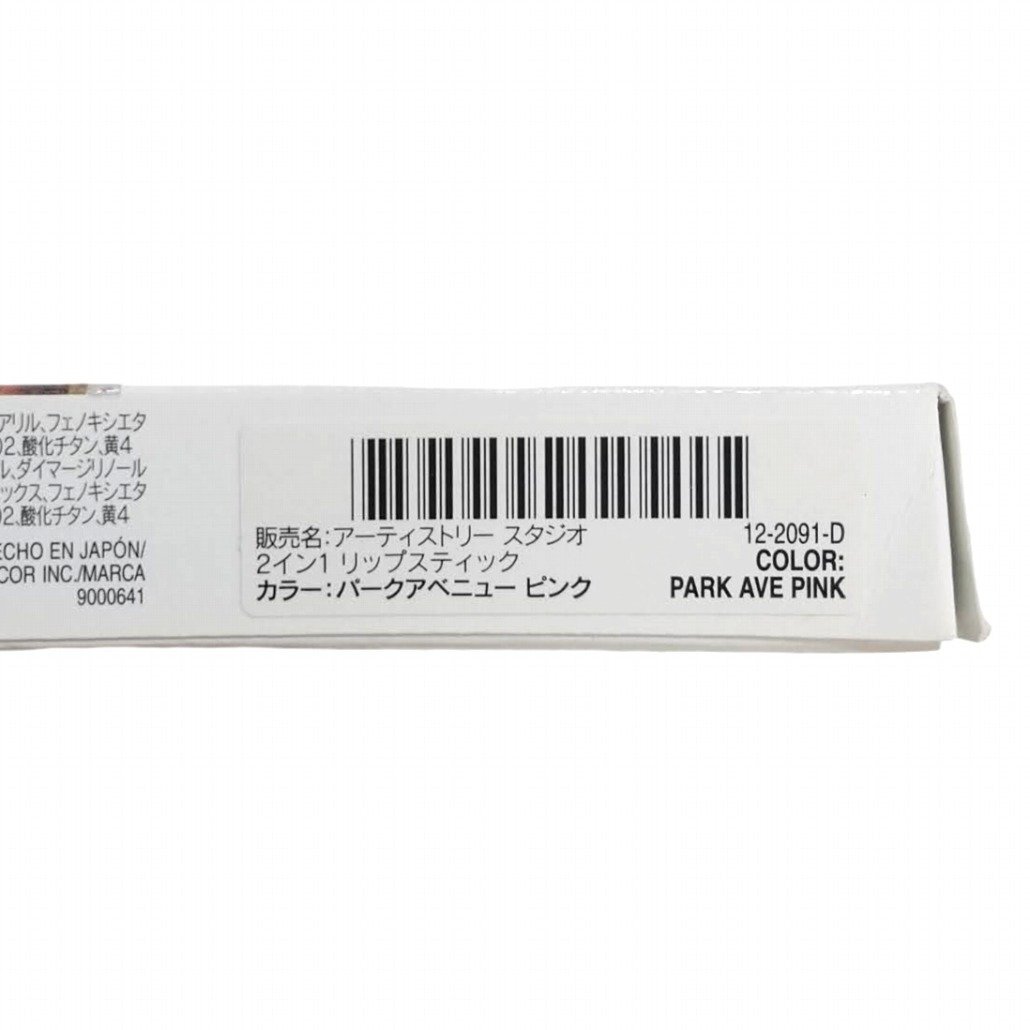 アリル、フェノキシエタ
02、酸化チタン、黄4
ル、ダイマージリノール
ックス、フェノキシエタ
02、酸化チタン、黄4
ECHO EN JAPÓN/
COR INC./MARCA
9000641
販売名：アーティストリー スタジオ
2イン1 リップスティック
カラー：パークアベニュー ピンク
12-2091-D
COLOR:
PARK AVE PINK